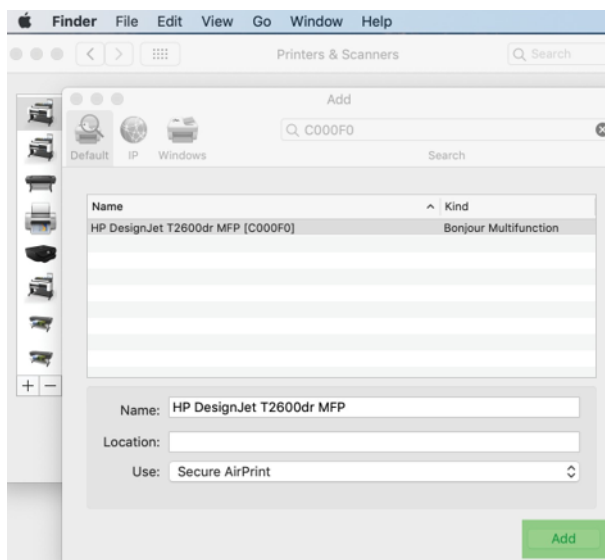 Finder File Edit View Go Window Help
Printers & Scanners Search
Add
C000F0
Default IP Windows Search
Name Kind
HP DesignJet T2600dr MFP [C000F0] Bonjour Multifunction
Name: HP DesignJet T2600dr MFP
Location:
Use: Secure AirPrint
Add